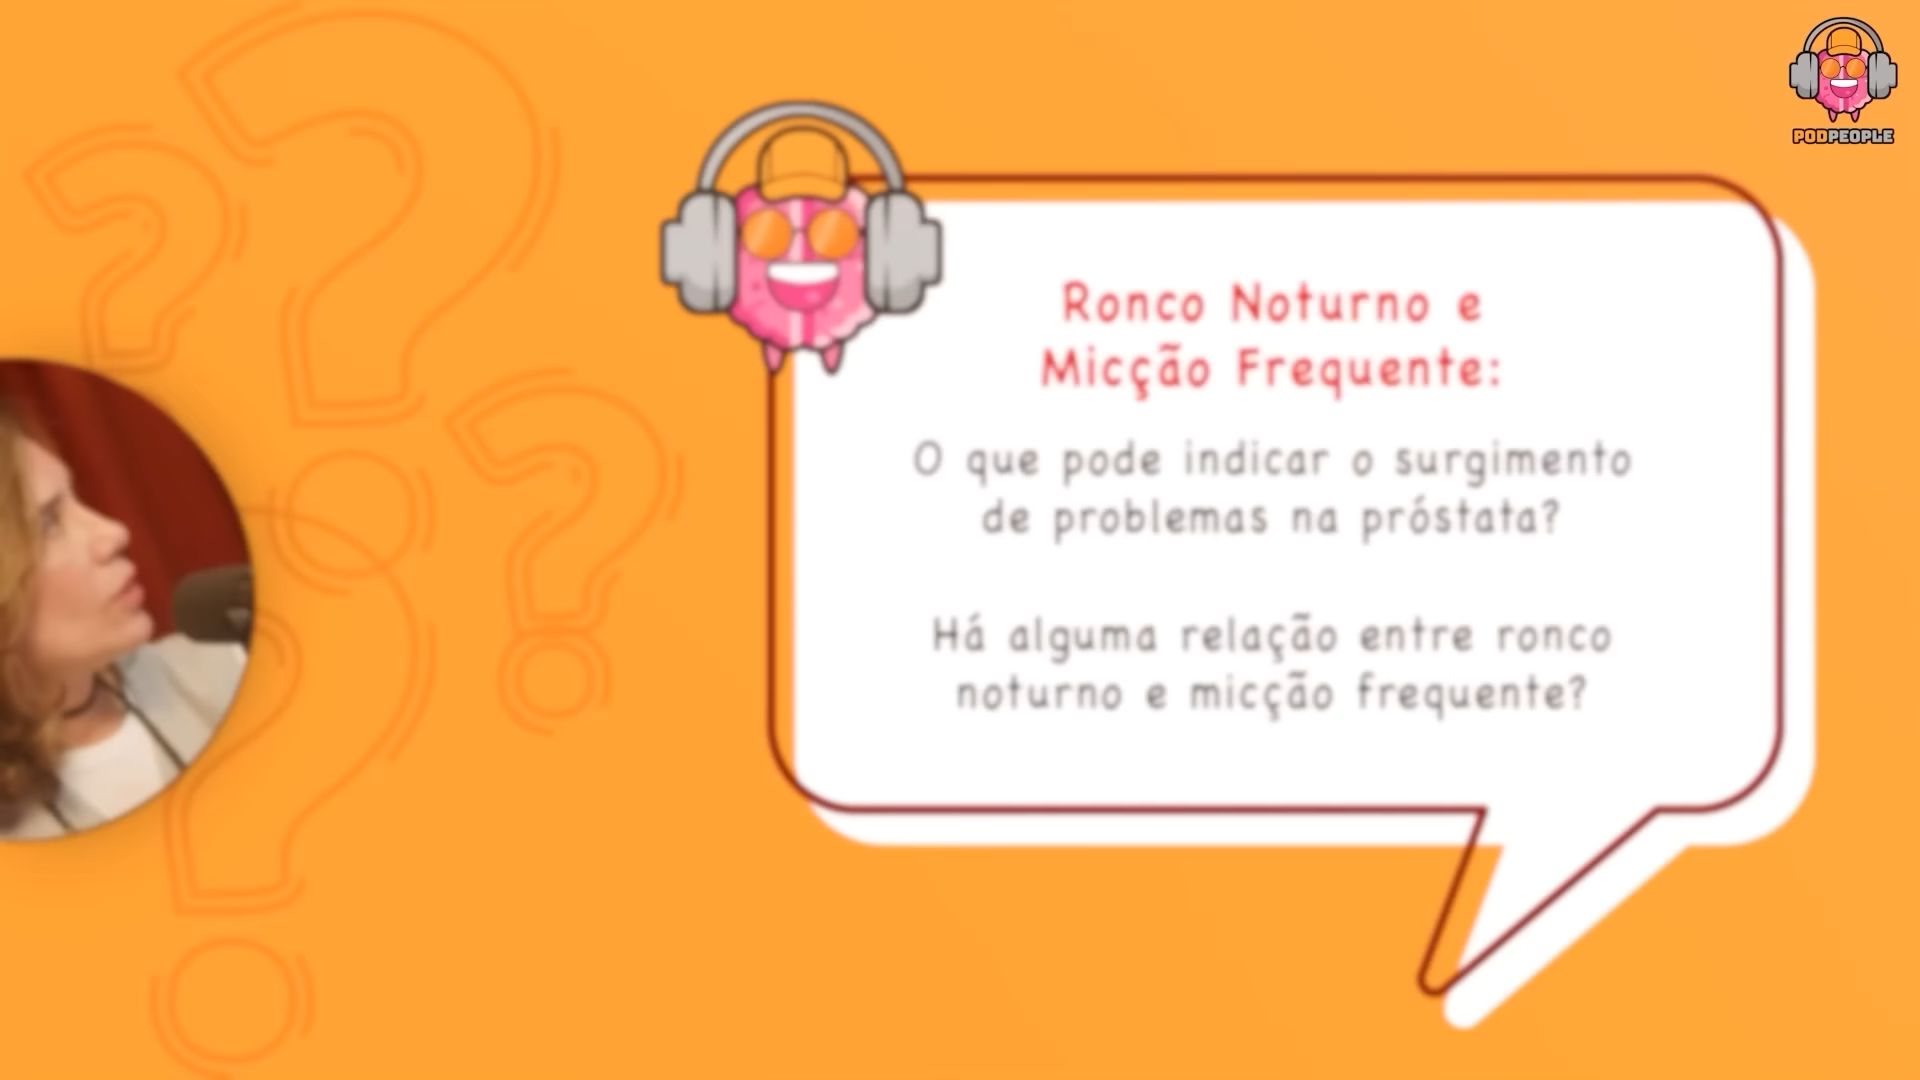 PODPEOPLE
Ronco Noturno e
Micção Frequente:
O que pode indicar o surgimento
de problemas na próstata?
Há alguma relação entre ronco
noturno e micção frequente?